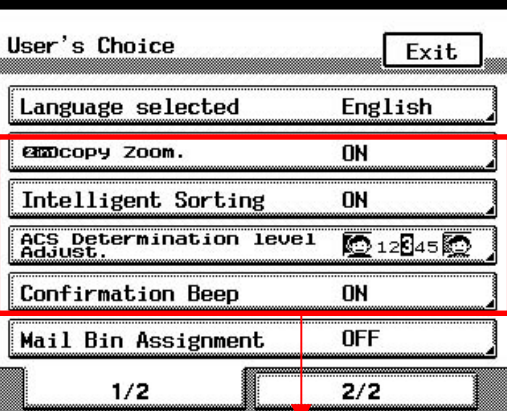 User's Choice
Exit
Language selected English
2in1copy Zoom. ON
Intelligent Sorting ON
ACS Determination level
Adjust. 12345
Confirmation Beep ON
Mail Bin Assignment OFF
1/2 2/2